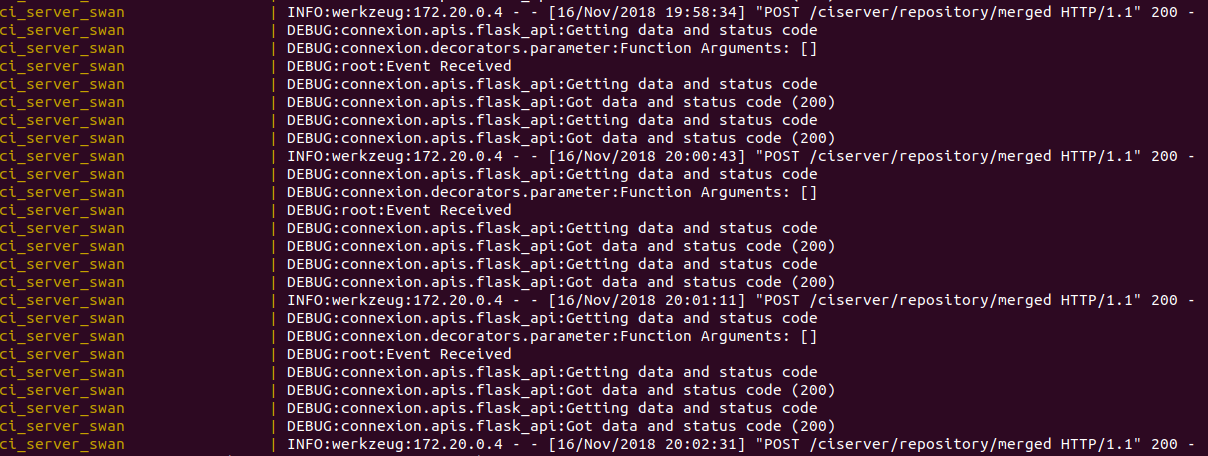 ci_server_swan | INFO:werkzeug:172.20.0.4 - - [16/Nov/2018 19:58:34] "POST /ciserver/repository/merged HTTP/1.1" 200 -
ci_server_swan | DEBUG:connexion.apis.flask_api:Getting data and status code
ci_server_swan | DEBUG:connexion.decorators.parameter:Function Arguments: []
ci_server_swan | DEBUG:root:Event Received
ci_server_swan | DEBUG:connexion.apis.flask_api:Getting data and status code
ci_server_swan | DEBUG:connexion.apis.flask_api:Got data and status code (200)
ci_server_swan | DEBUG:connexion.apis.flask_api:Getting data and status code
ci_server_swan | DEBUG:connexion.apis.flask_api:Got data and status code (200)
ci_server_swan | INFO:werkzeug:172.20.0.4 - - [16/Nov/2018 20:00:43] "POST /ciserver/repository/merged HTTP/1.1" 200 -
ci_server_swan | DEBUG:connexion.apis.flask_api:Getting data and status code
ci_server_swan | DEBUG:connexion.decorators.parameter:Function Arguments: []
ci_server_swan | DEBUG:root:Event Received
ci_server_swan | DEBUG:connexion.apis.flask_api:Getting data and status code
ci_server_swan | DEBUG:connexion.apis.flask_api:Got data and status code (200)
ci_server_swan | DEBUG:connexion.apis.flask_api:Getting data and status code
ci_server_swan | DEBUG:connexion.apis.flask_api:Got data and status code (200)
ci_server_swan | INFO:werkzeug:172.20.0.4 - - [16/Nov/2018 20:01:11] "POST /ciserver/repository/merged HTTP/1.1" 200 -
ci_server_swan | DEBUG:connexion.apis.flask_api:Getting data and status code
ci_server_swan | DEBUG:connexion.decorators.parameter:Function Arguments: []
ci_server_swan | DEBUG:root:Event Received
ci_server_swan | DEBUG:connexion.apis.flask_api:Getting data and status code
ci_server_swan | DEBUG:connexion.apis.flask_api:Got data and status code (200)
ci_server_swan | DEBUG:connexion.apis.flask_api:Getting data and status code
ci_server_swan | DEBUG:connexion.apis.flask_api:Got data and status code (200)
ci_server_swan | INFO:werkzeug:172.20.0.4 - - [16/Nov/2018 20:02:31] "POST /ciserver/repository/merged HTTP/1.1" 200 -